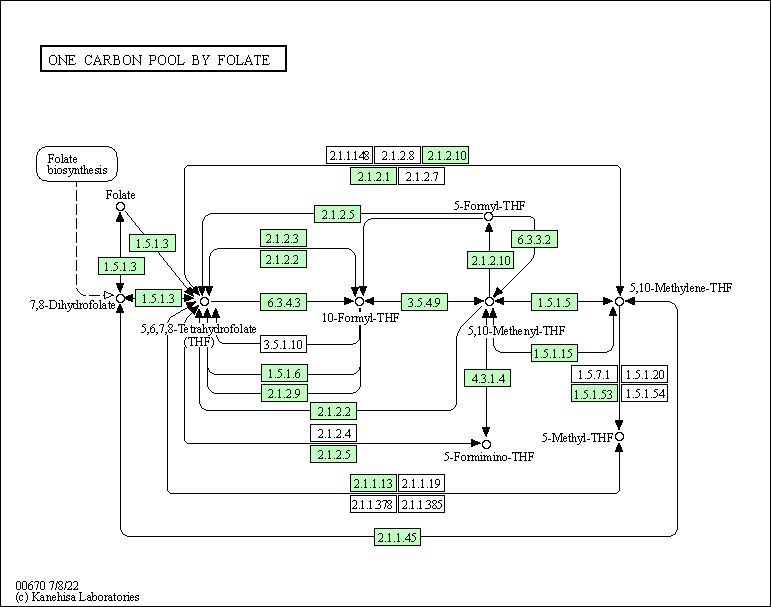 ONE CARBON POOL BY FOLATE
2.1.1.148 2.1.2.8 2.1.2.10
Folate
biosynthesis
2.1.2.1 2.1.2.7
Folate
5-Formyl-THF
2.1.2.5
1.5.1.3
2.1.2.3
6.3.3.2
2.1.2.2
2.1.2.10
1.5.1.3
5,10-Methylene-THF
7,8-Dihydrofolate
1.5.1.3
6.3.4.3
3.5.4.9
1.5.1.5
5,6,7,8-Tetrahydrofolate
(THF)
10-Formyl-THF
5,10-Methenyl-THF
3.5.1.10
1.5.1.15
1.5.1.6
4.3.1.4
1.5.7.1 1.5.1.20
2.1.2.9
1.5.1.53 1.5.1.54
2.1.2.2
2.1.2.4
2.1.2.5
5-Methyl-THF
5-Formimino-THF
2.1.1.13 2.1.1.19
2.1.1.378 2.1.1.385
2.1.1.45
00670 7/8/22
(c) Kanehisa Laboratories